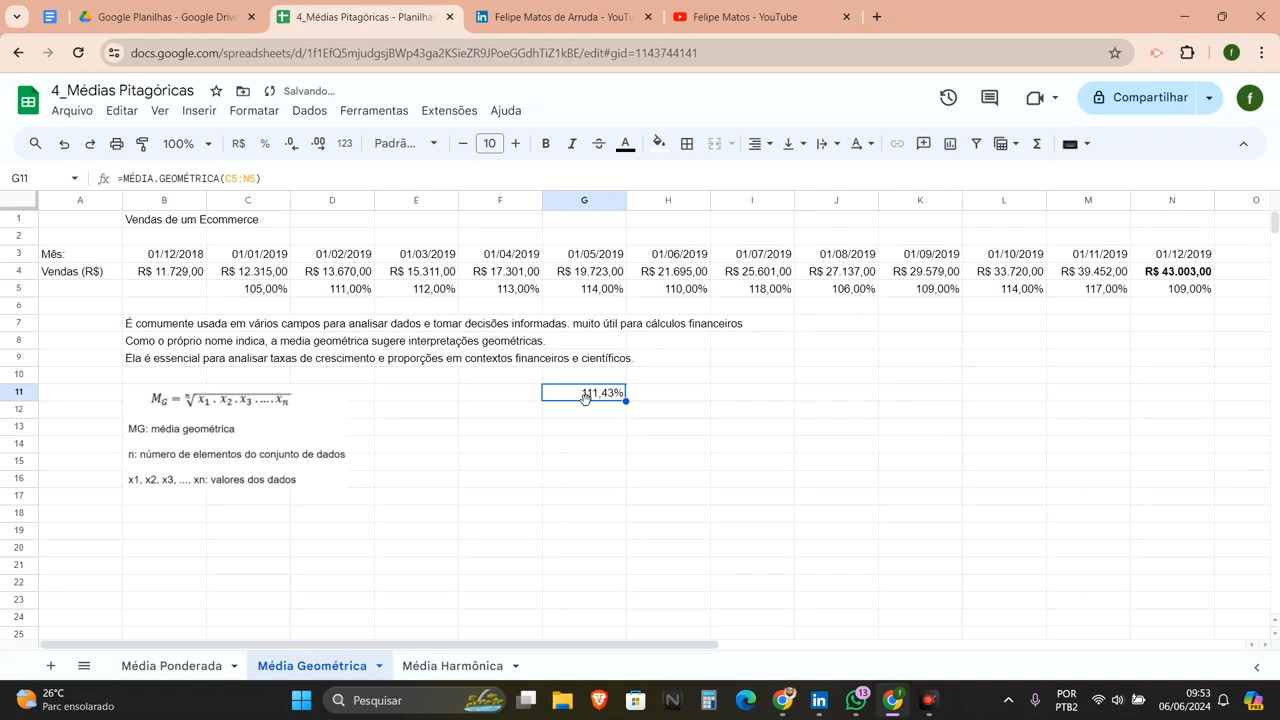 Google Planilhas - Google Drive
4_Médias Pitagóricas - Planilhas
Felipe Matos de Arruda - YouTu
Felipe Matos - YouTube
docs.google.com/spreadsheets/d/1f1EfQ5mjudgsjBWp43ga2KSieZR9JPoeGGdhTiZ1kBE/edit#gid=1143744141
4_Médias Pitagóricas Salvando...
Arquivo Editar Ver Inserir Formatar Dados Ferramentas Extensões Ajuda
Compartilhar
100% R$ % .0 .00 123 Padrã... 10 B I A
G11 fx =MÉDIA.GEOMÉTRICA(C5:N5)
A B C D E F G H I J K L M N O
1 Vendas de um Ecommerce
2
3 Mês: 01/12/2018 01/01/2019 01/02/2019 01/03/2019 01/04/2019 01/05/2019 01/06/2019 01/07/2019 01/08/2019 01/09/2019 01/10/2019 01/11/2019 01/12/2019
4 Vendas (R$) R$ 11.729,00 R$ 12.315,00 R$ 13.670,00 R$ 15.311,00 R$ 17.301,00 R$ 19.723,00 R$ 21.695,00 R$ 25.601,00 R$ 27.137,00 R$ 29.579,00 R$ 33.720,00 R$ 39.452,00 R$ 43.003,00
5 105,00% 111,00% 112,00% 113,00% 114,00% 110,00% 118,00% 106,00% 109,00% 114,00% 117,00% 109,00%
6
7 É comumente usada em vários campos para analisar dados e tomar decisões informadas. muito útil para cálculos financeiros
8 Como o próprio nome indica, a media geométrica sugere interpretações geométricas.
9 Ela é essencial para analisar taxas de crescimento e proporções em contextos financeiros e científicos.
10
11 M_G = ⁿ√x₁ . x₂ . x₃ . .... xₙ 111,43%
12
13 MG: média geométrica
14
15 n: número de elementos do conjunto de dados
16 x1, x2, x3, ..., xn: valores dos dados
17
18
19
20
21
22
23
24
25
Média Ponderada Média Geométrica Média Harmônica
26°C
Parc ensolarado
Pesquisar
13
POR
PTB2
09:53
06/06/2024